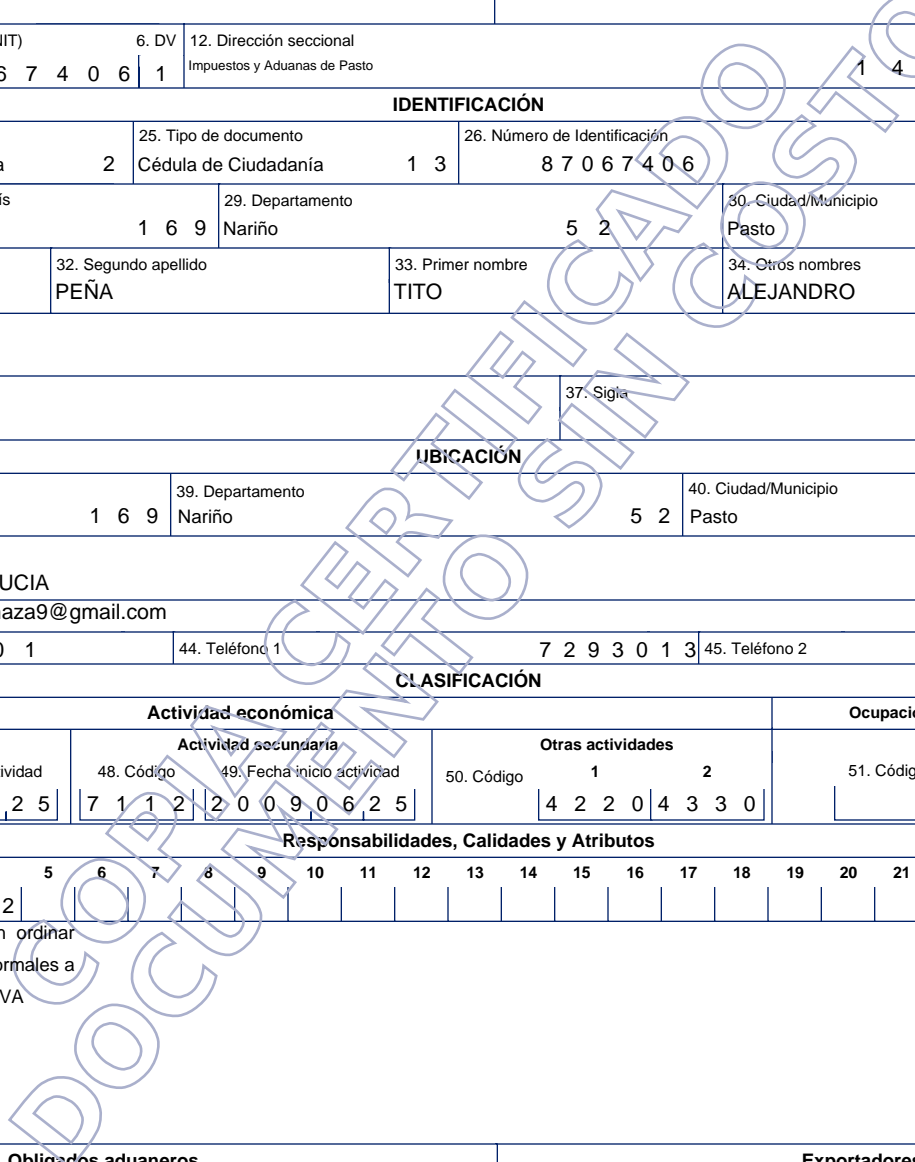 NIT) 6. DV 12. Dirección seccional
6 7 4 0 6 1 Impuestos y Aduanas de Pasto 1 4
IDENTIFICACIÓN
25. Tipo de documento 26. Número de Identificación
a 2 Cédula de Ciudadanía 1 3 8 7 0 6 7 4 0 6
ís 29. Departamento 30. Ciudad/Municipio
1 6 9 Nariño 5 2 Pasto
32. Segundo apellido 33. Primer nombre 34. Otros nombres
PEÑA TITO ALEJANDRO
37. Sigla
UBICACIÓN
39. Departamento 40. Ciudad/Municipio
1 6 9 Nariño 5 2 Pasto
UCIA
aza9@gmail.com
0 1 44. Teléfono 1 7 2 9 3 0 1 3 45. Teléfono 2
CLASIFICACIÓN
Actividad económica Ocupació
Actividad secundaria Otras actividades
ividad 48. Código 49. Fecha inicio actividad 50. Código 1 2 51. Códig
2 5 7 1 1 2 2 0 0 9 0 6 2 5 4 2 2 0 4 3 3 0
Responsabilidades, Calidades y Atributos
5 6 7 8 9 10 11 12 13 14 15 16 17 18 19 20 21
2
n ordinar
ormales a
VA
Obligados aduaneros Exportadores
COPIA CERTIFICADO
DOCUMENTO SIN COSTO